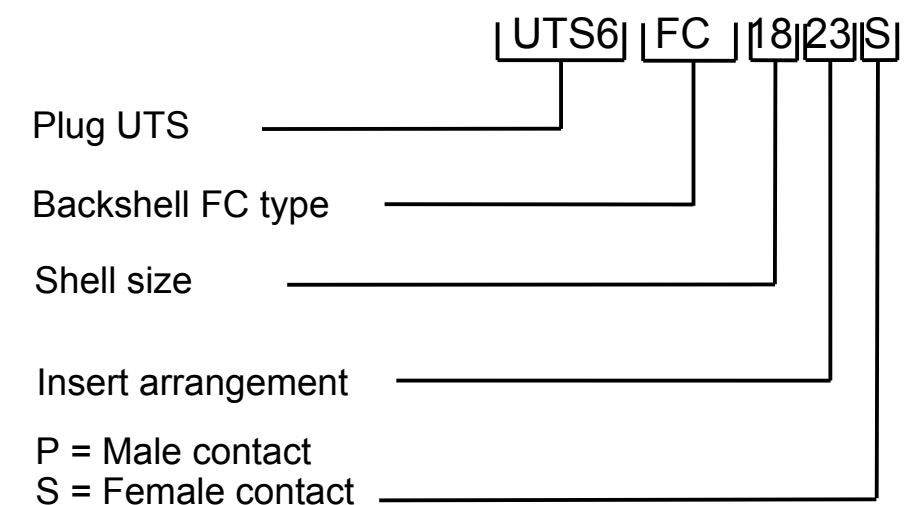 UTS6 FC 18 23 S
Plug UTS
Backshell FC type
Shell size
Insert arrangement
P = Male contact
S = Female contact